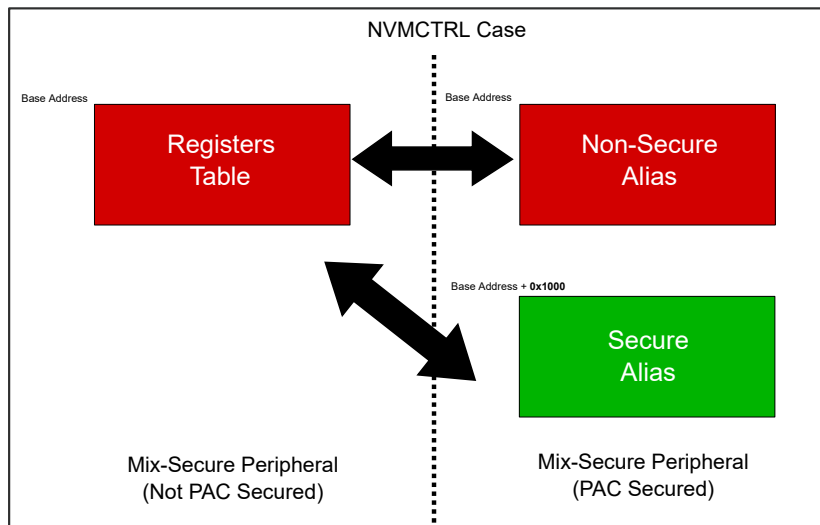 NVMCTRL Case
Base Address
Registers
Table
Base Address
Non-Secure
Alias
Base Address + 0x1000
Secure
Alias
Mix-Secure Peripheral
(Not PAC Secured)
Mix-Secure Peripheral
(PAC Secured)